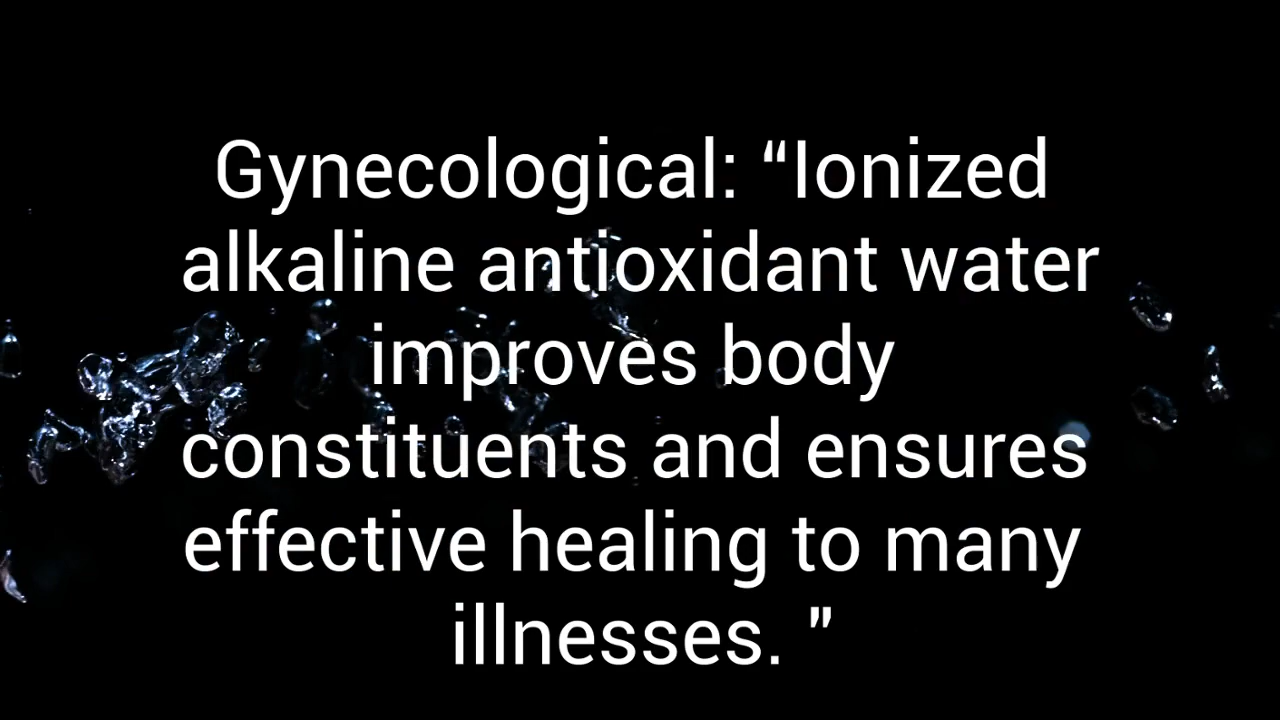 Gynecological: “Ionized
alkaline antioxidant water
improves body
constituents and ensures
effective healing to many
illnesses. ”